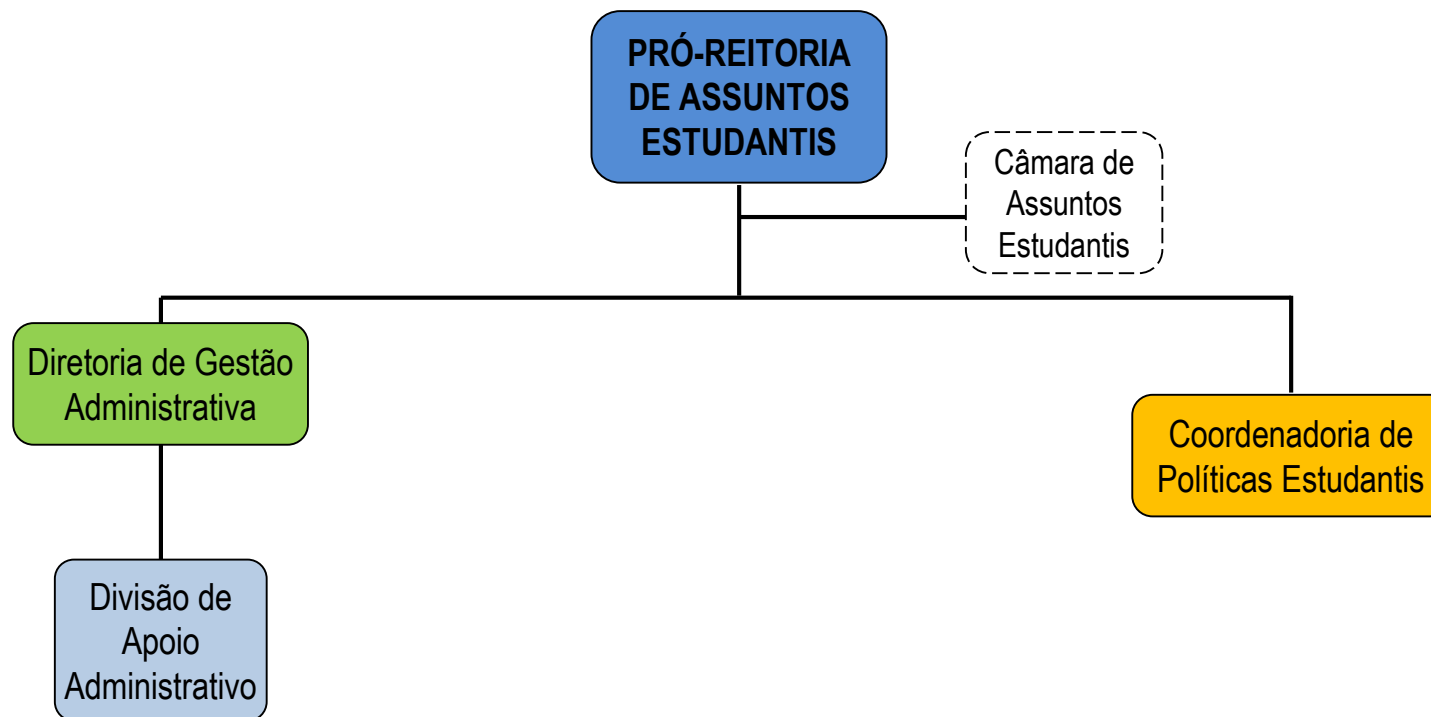 PRÓ-REITORIA
DE ASSUNTOS
ESTUDANTIS
Câmara de
Assuntos
Estudantis
Diretoria de Gestão
Administrativa
Coordenadoria de
Políticas Estudantis
Divisão de
Apoio
Administrativo